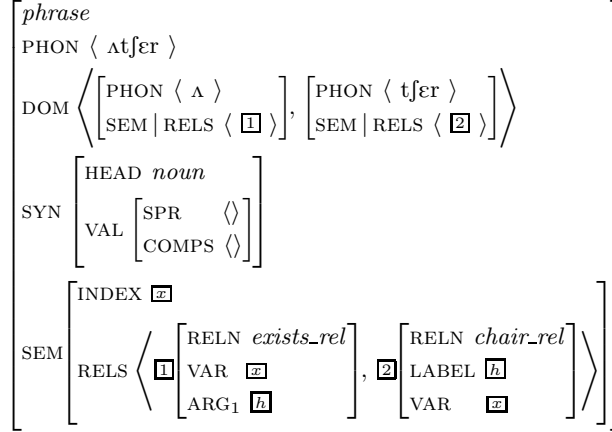 phrase
PHON ⟨ ʌtʃɛr ⟩
DOM ⟨ [PHON ⟨ ʌ ⟩ SEM | RELS ⟨ 1 ⟩], [PHON ⟨ tʃɛr ⟩ SEM | RELS ⟨ 2 ⟩] ⟩
SYN [HEAD noun
VAL [SPR ⟨⟩
COMPS ⟨⟩]]
SEM [INDEX x
RELS ⟨ 1 [RELN exists_rel VAR x ARG₁ h], 2 [RELN chair_rel LABEL h VAR x] ⟩]